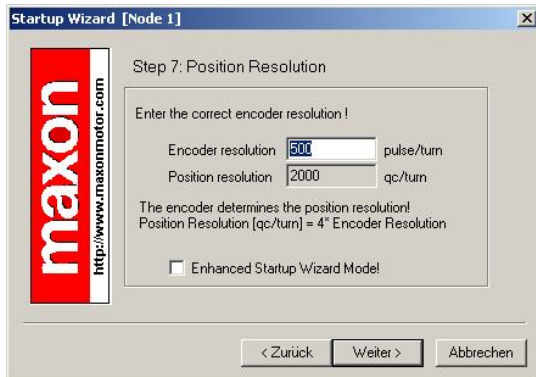 Startup Wizard [Node 1]
maxon
http://www.maxonmotor.com
Step 7: Position Resolution
Enter the correct encoder resolution !
Encoder resolution 500 pulse/turn
Position resolution 2000 qc/turn
The encoder determines the position resolution!
Position Resolution [qc/turn] = 4* Encoder Resolution
Enhanced Startup Wizard Mode!
< Zurück Weiter > Abbrechen